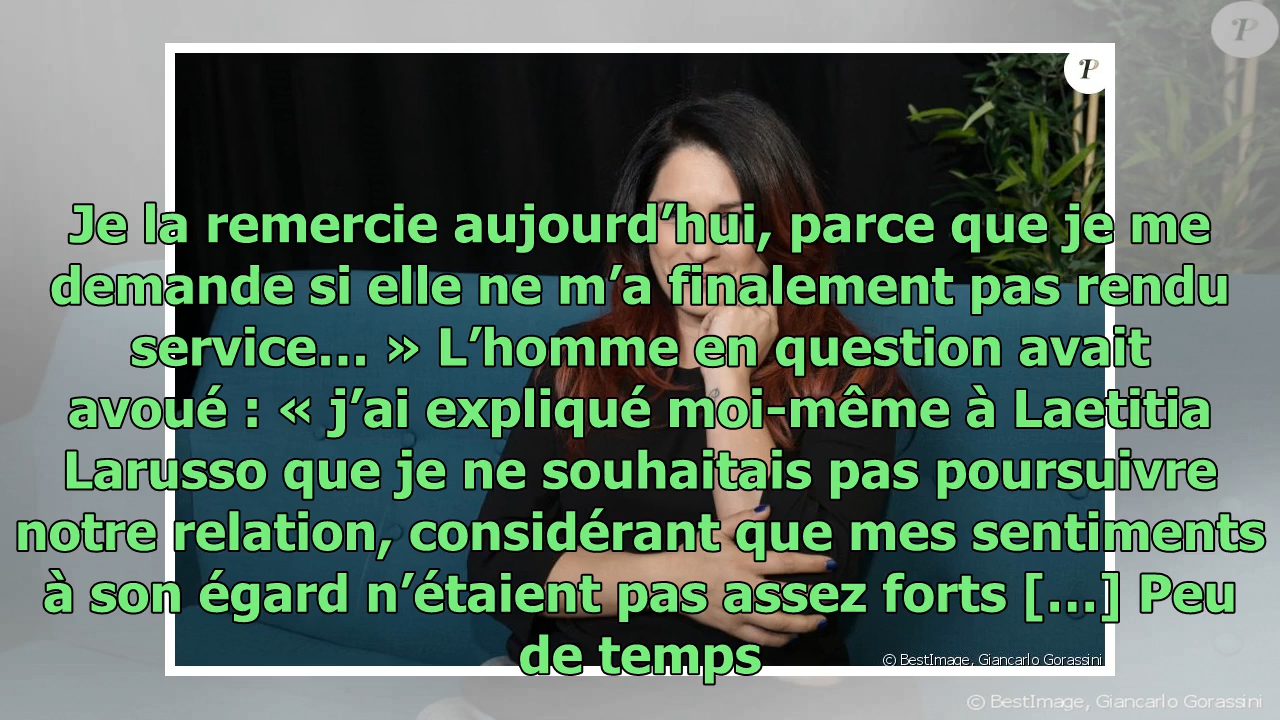 P
P
Je la remercie aujourd’hui, parce que je me
demande si elle ne m’a finalement pas rendu
service… » L’homme en question avait
avoué : « j’ai expliqué moi-même à Laetitia
Larusso que je ne souhaitais pas poursuivre
notre relation, considérant que mes sentiments
à son égard n’étaient pas assez forts […] Peu
de temps
© BestImage, Giancarlo Gorassini
© BestImage, Giancarlo Gorassini